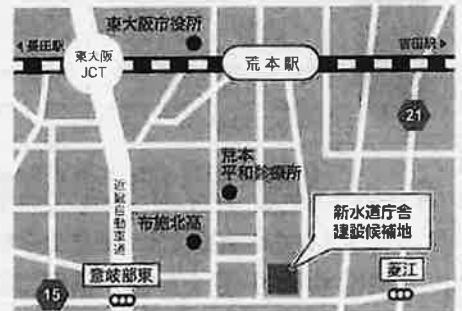 東大阪市役所
◀長田駅
吉田駅▶
東大阪
JCT
荒本駅
21
荒本
平和診療所
近畿自動車道
布施北高
新水道庁舎
建設候補地
意岐部東
菱江
15